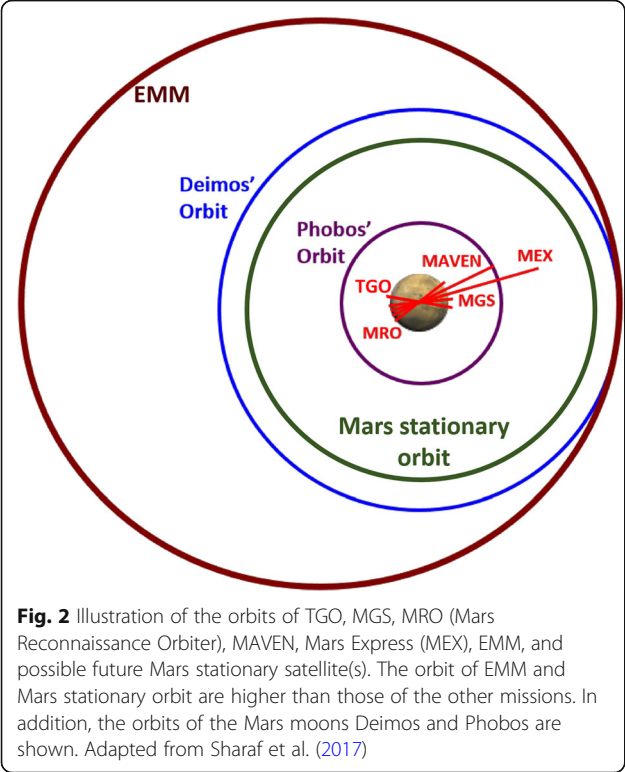 EMM
Deimos’
Orbit
Phobos’
Orbit
MAVEN
MEX
TGO
MGS
MRO
Mars stationary
orbit
Fig. 2 Illustration of the orbits of TGO, MGS, MRO (Mars
Reconnaissance Orbiter), MAVEN, Mars Express (MEX), EMM, and
possible future Mars stationary satellite(s). The orbit of EMM and
Mars stationary orbit are higher than those of the other missions. In
addition, the orbits of the Mars moons Deimos and Phobos are
shown. Adapted from Sharaf et al. (2017)